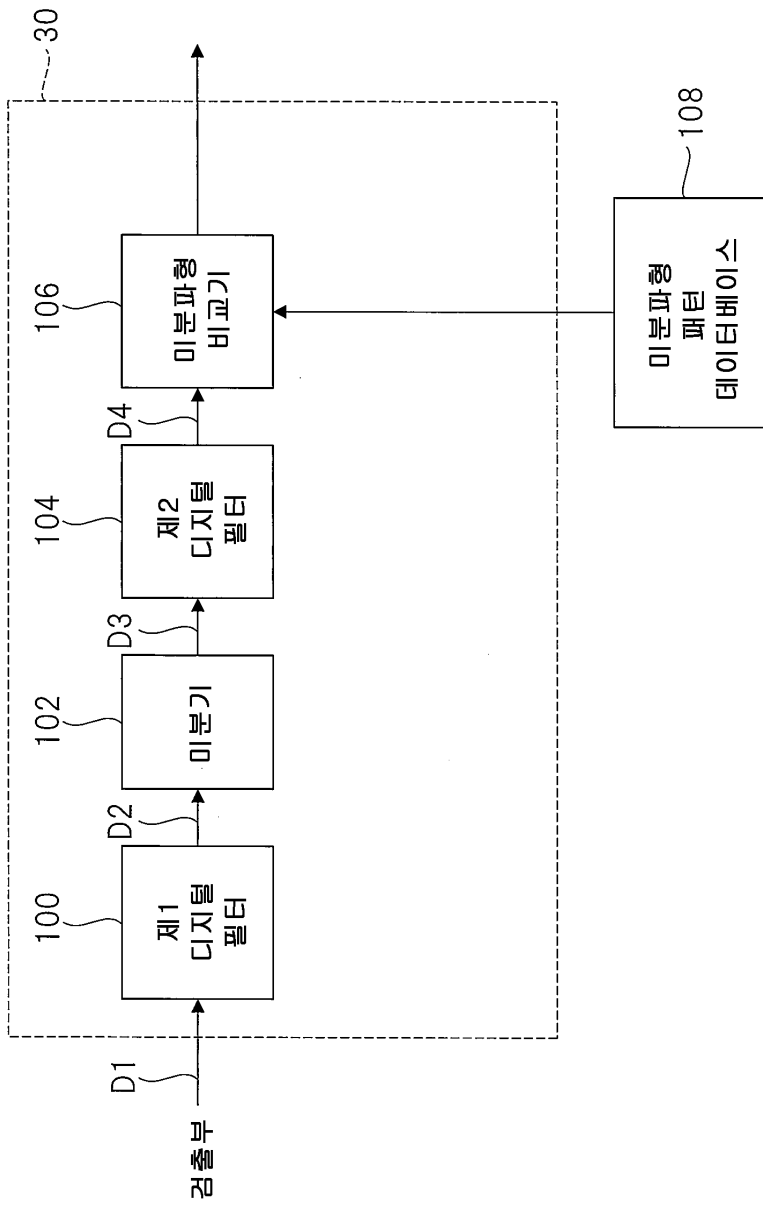 30
106
미분파형
비교기
D4
104
제2
디지털
필터
D3
102
미분기
D2
100
제1
디지털
필터
D1
검출부
108
미분파형
패턴
데이터베이스